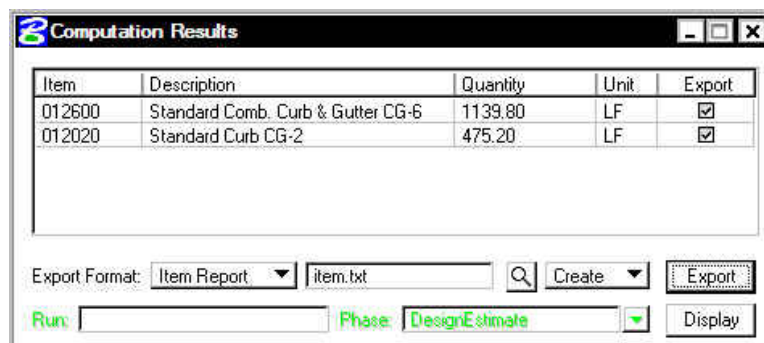 Computation Results
Item Description Quantity Unit Export
012600 Standard Comb. Curb & Gutter CG-6 1139.80 LF
012020 Standard Curb CG-2 475.20 LF
Export Format: Item Report item.txt Create Export
Run: Phase: DesignEstimate Display